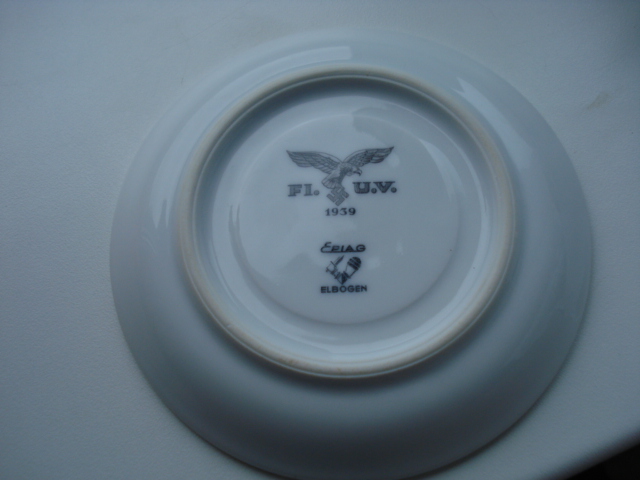 Fl. U.V.
1939
EPIAG
ELBOGEN